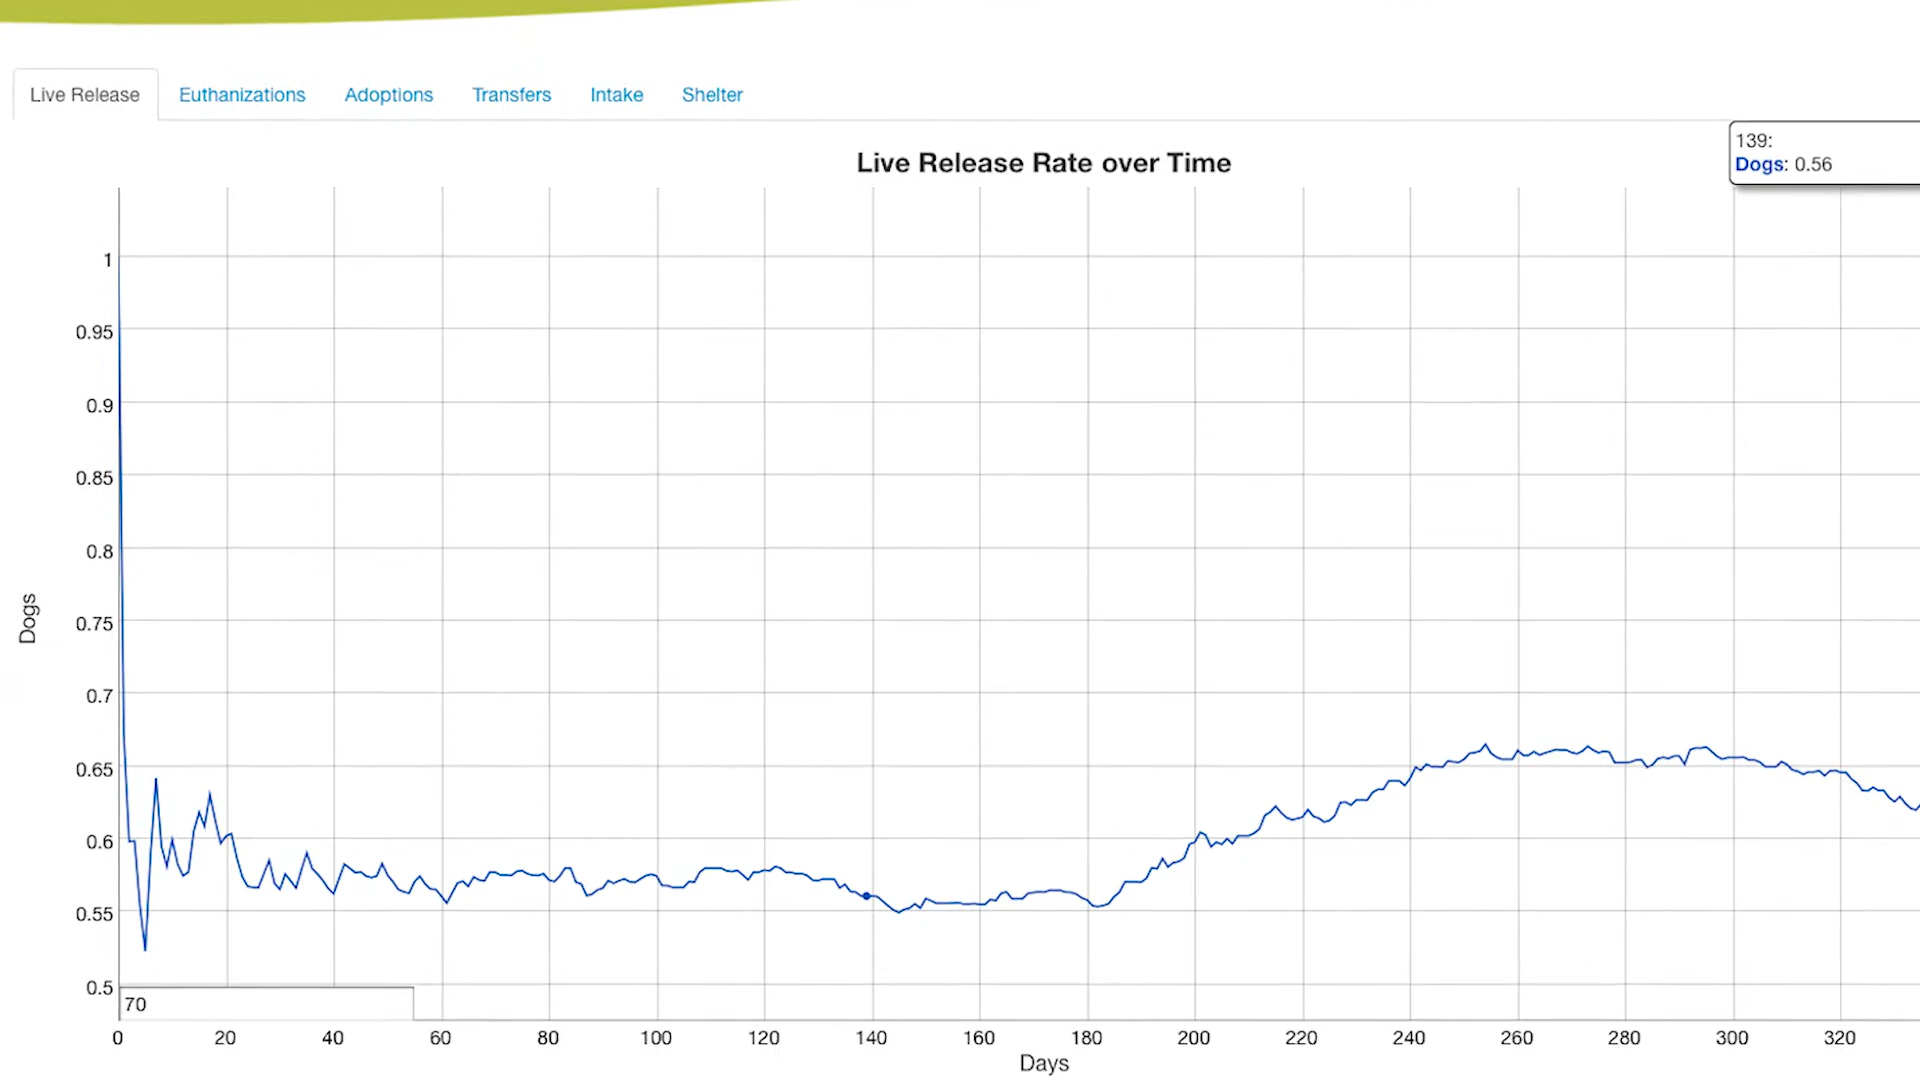 Live Release Euthanizations Adoptions Transfers Intake Shelter
139:
Dogs: 0.56
Live Release Rate over Time
1
0.95
0.9
0.85
0.8
0.75
0.7
0.65
0.6
0.55
0.5
Dogs
70
0 20 40 60 80 100 120 140 160 180 200 220 240 260 280 300 320
Days